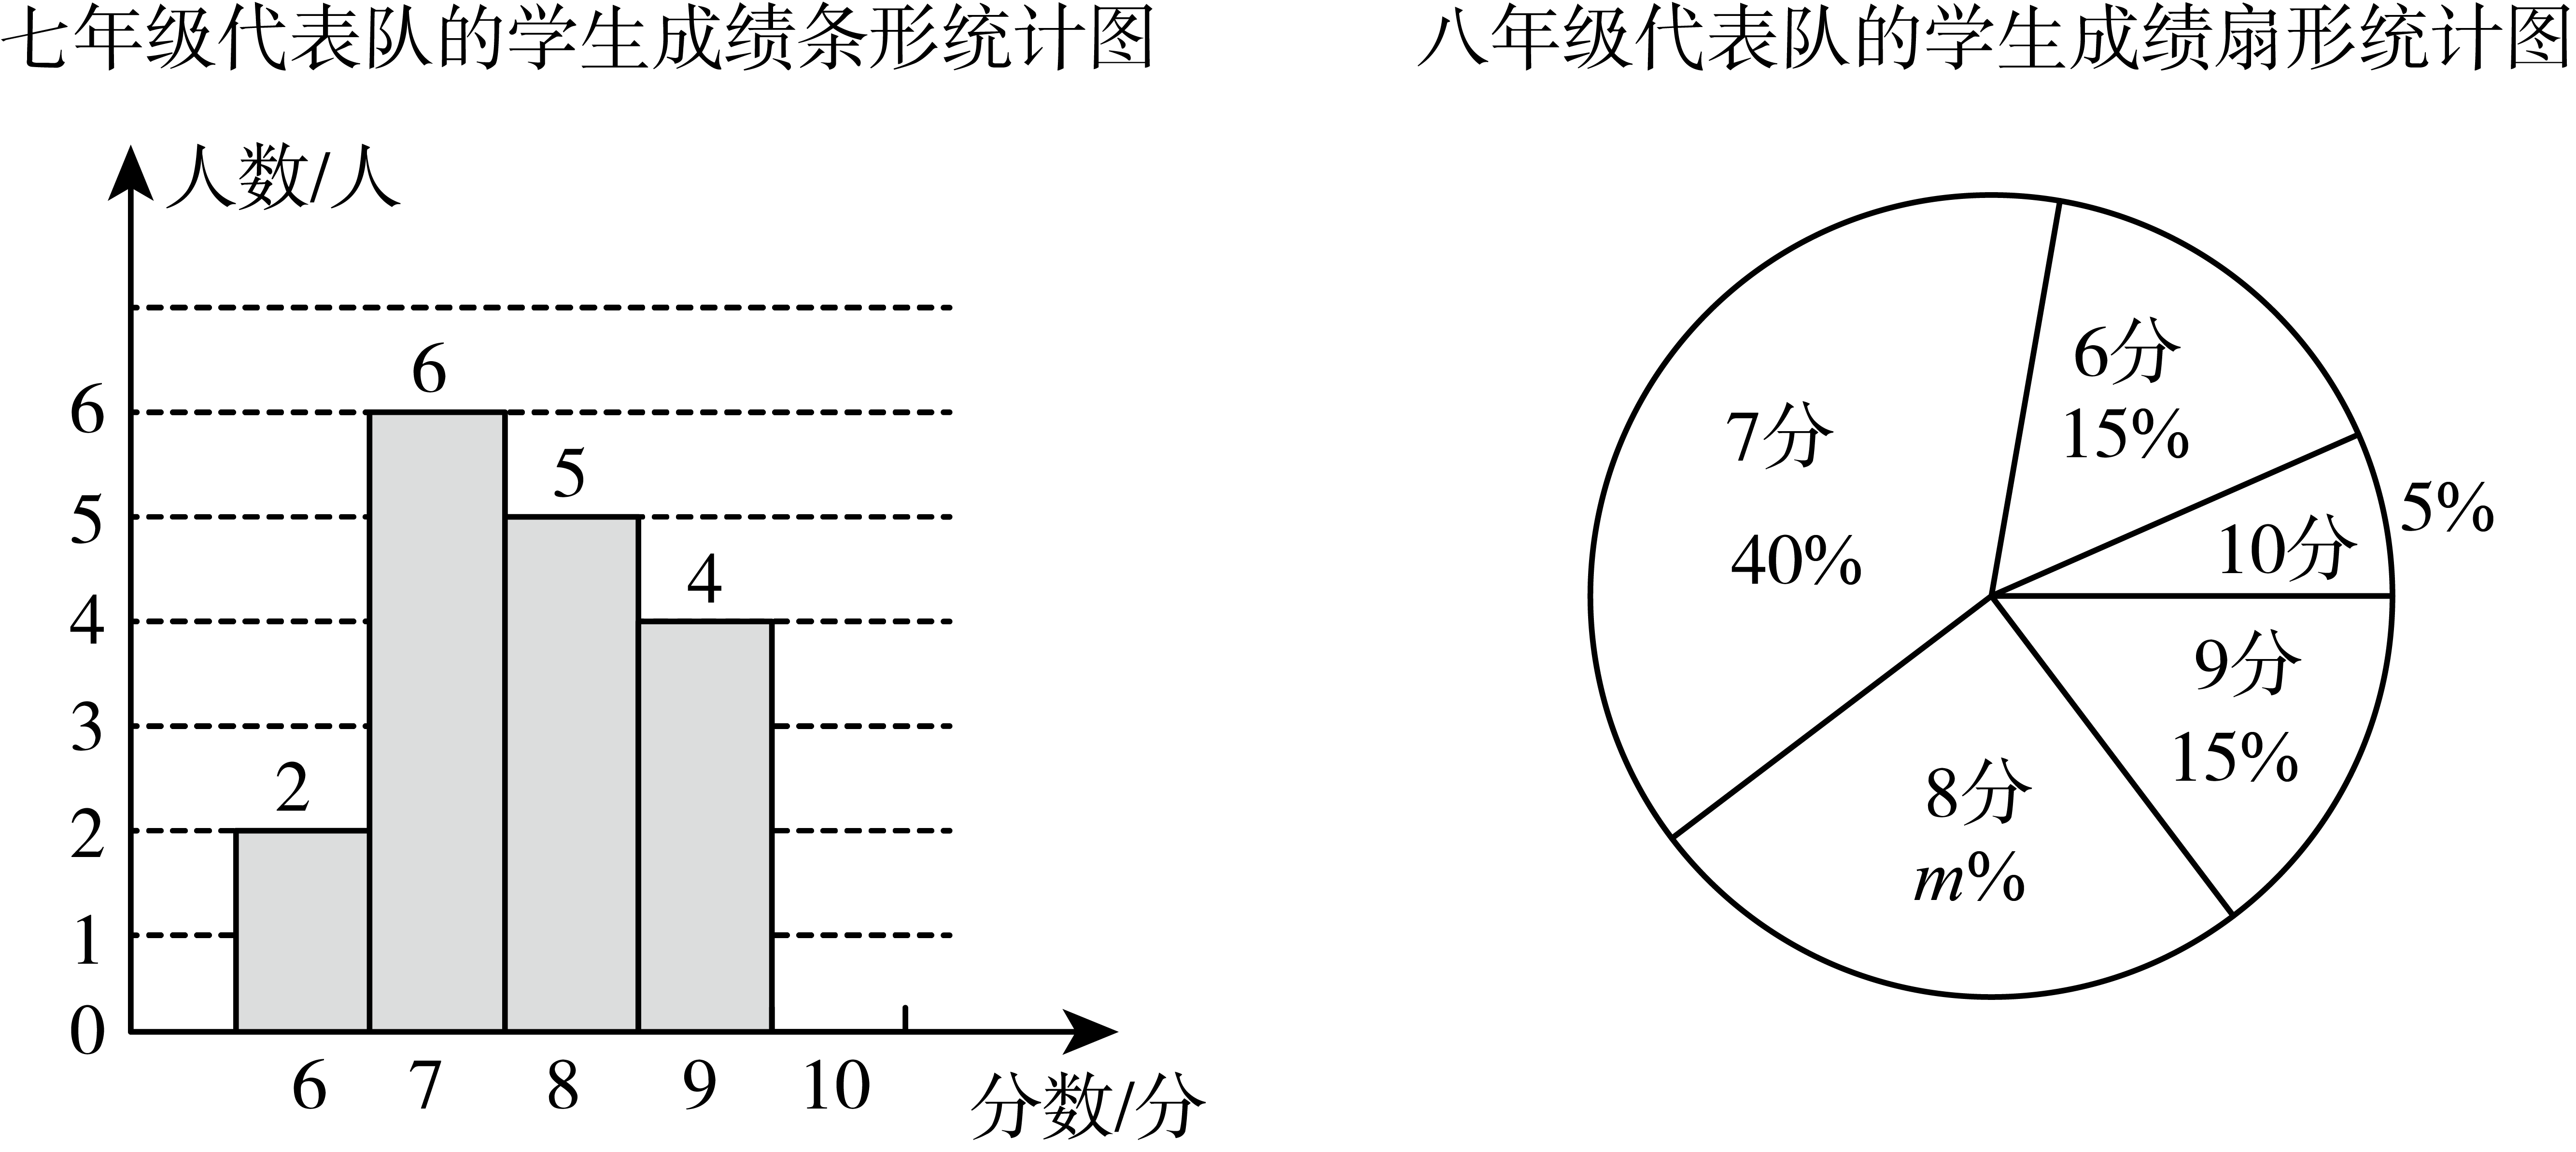 七年级代表队的学生成绩条形统计图
人数/人
6
6
5
5
4
4
3
2
2
1
0
6 7 8 9 10
分数/分
八年级代表队的学生成绩扇形统计图
6分
15%
7分
40%
5%
10分
9分
15%
8分
m%